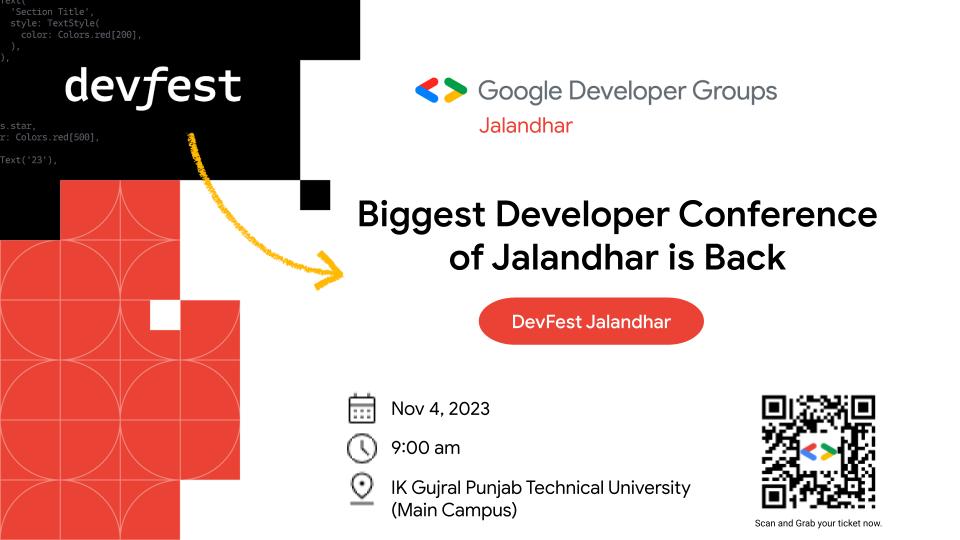 Text(
'Section Title',
style: TextStyle(
color: Colors.red[200],
),
),
devfest
s.star,
r: Colors.red[500],
Text('23'),
Google Developer Groups
Jalandhar
Biggest Developer Conference
of Jalandhar is Back
DevFest Jalandhar
Nov 4, 2023
9:00 am
IK Gujral Punjab Technical University
(Main Campus)
Scan and Grab your ticket now.